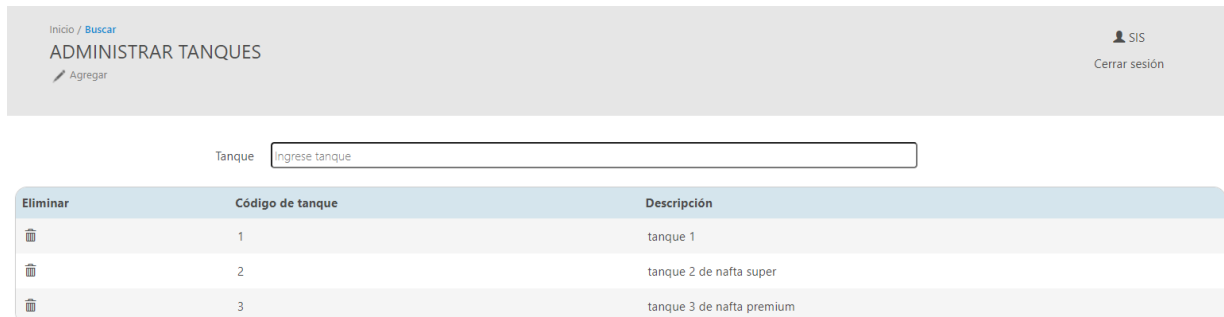 Inicio / Buscar
ADMINISTRAR TANQUES
Agregar
SIS
Cerrar sesión
Tanque Ingrese tanque
Eliminar Código de tanque Descripción
1 tanque 1
2 tanque 2 de nafta super
3 tanque 3 de nafta premium